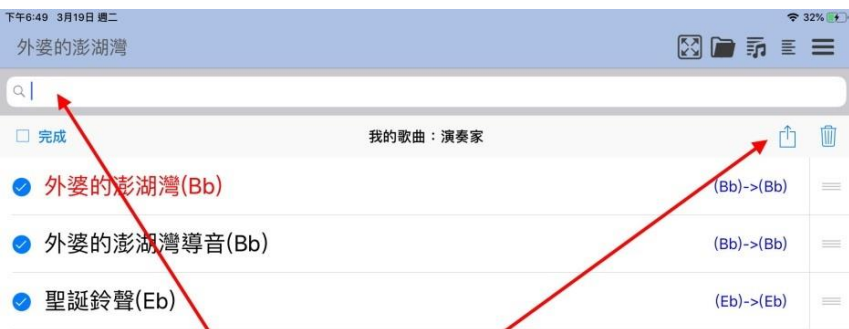 下午6:49 3月19日 週二 32%
外婆的澎湖灣
完成 我的歌曲：演奏家
外婆的澎湖灣(Bb) (Bb)->(Bb)
外婆的澎湖灣導音(Bb) (Bb)->(Bb)
聖誕鈴聲(Eb) (Eb)->(Eb)